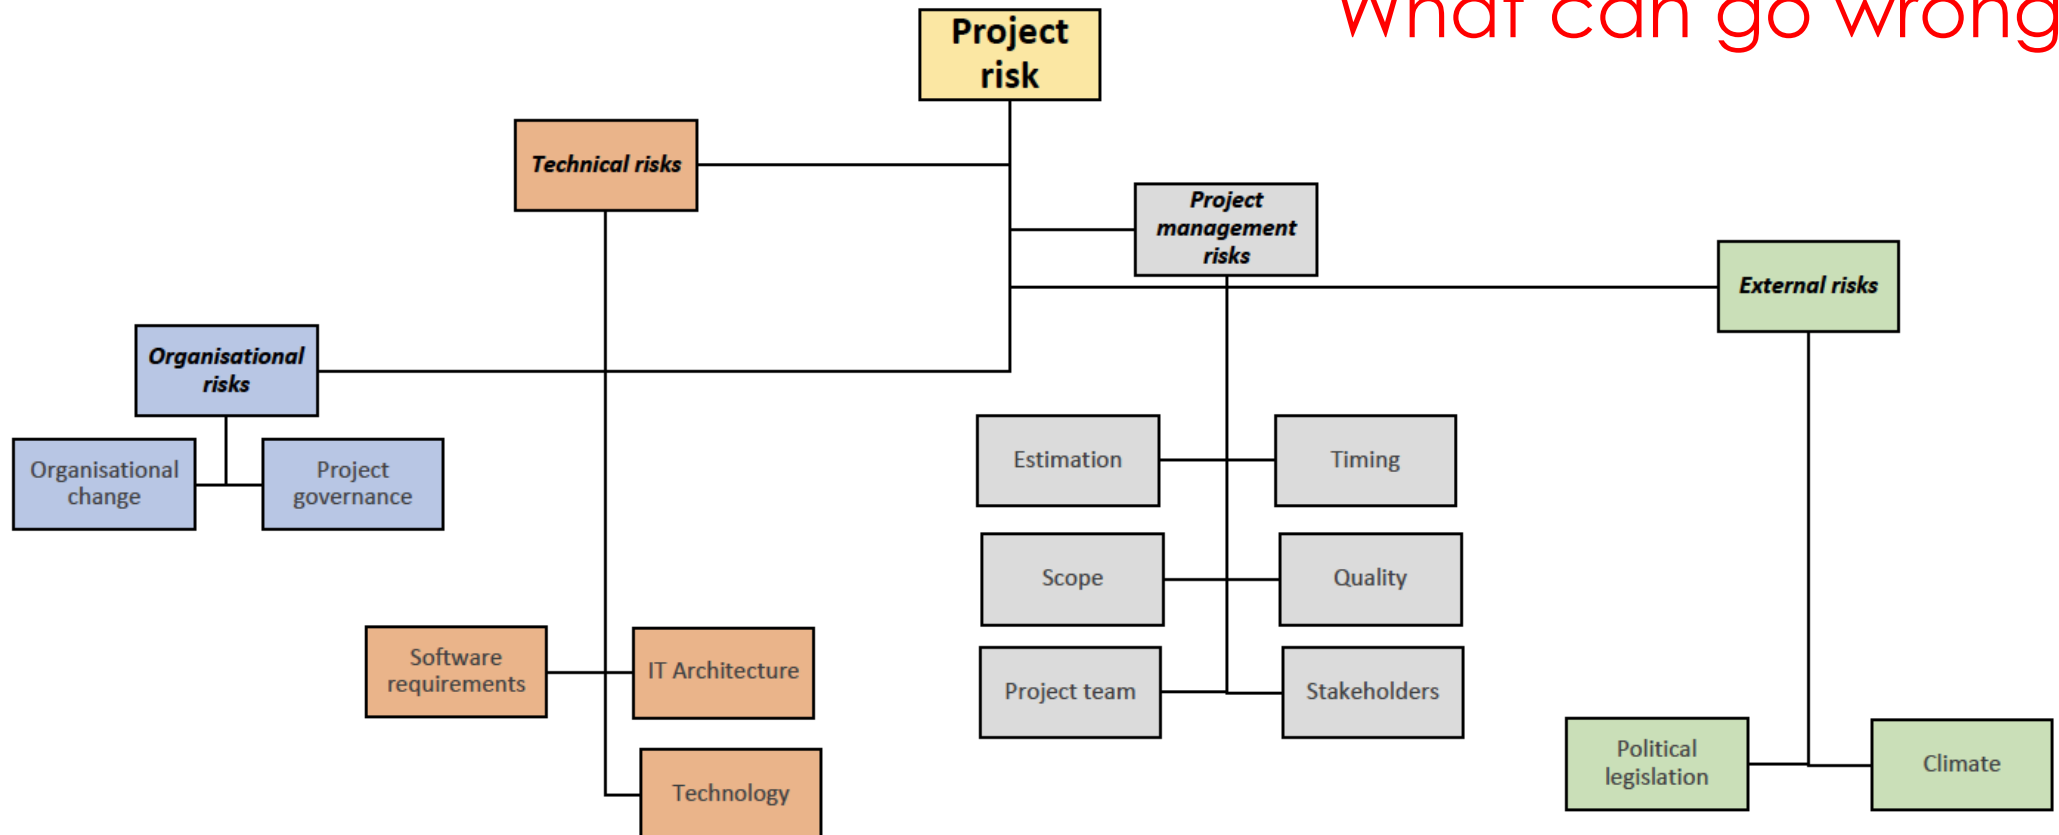 What can go wrong
Project
risk
Technical risks
Project
management
risks
External risks
Organisational
risks
Organisational
change
Project
governance
Estimation
Timing
Scope
Quality
Software
requirements
IT Architecture
Project team
Stakeholders
Political
legislation
Climate
Technology